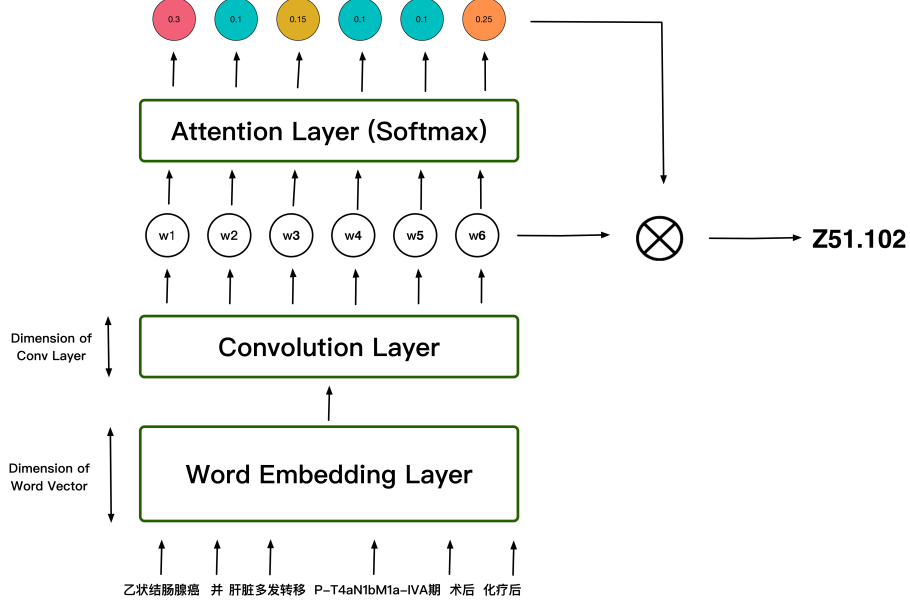 0.3 0.1 0.15 0.1 0.1 0.25
Attention Layer (Softmax)
w1 w2 w3 w4 w5 w6
Z51.102
Dimension of
Conv Layer
Convolution Layer
Dimension of
Word Vector
Word Embedding Layer
乙状结肠腺癌 并 肝脏多发转移 P-T4aN1bM1a-IVA期 术后 化疗后